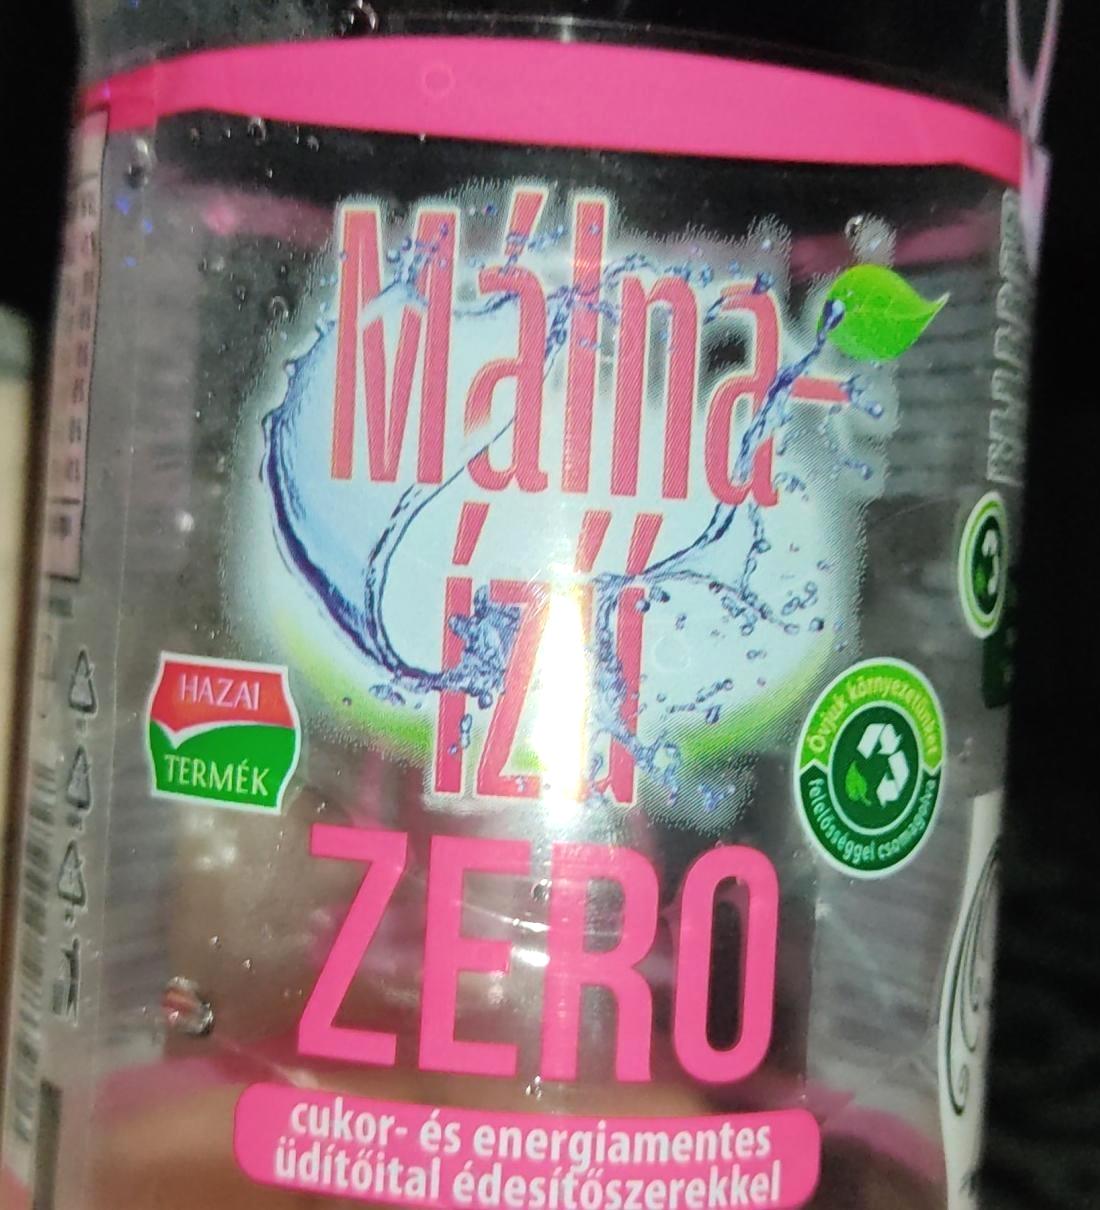 Málna-
ízű
HAZAI
TERMÉK
Óvjuk környezetünket
felelősséggel csomagolva
ZERO
cukor- és energiamentes
üdítőital édesítőszerekkel